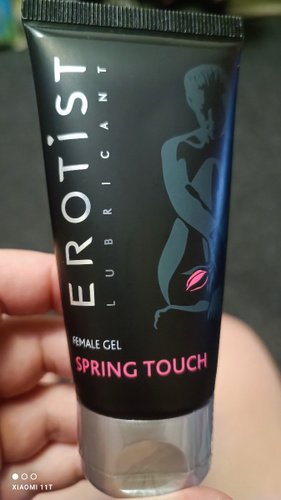 EROTiST
LUBRICANT
FEMALE GEL
SPRING TOUCH
XIAOMI 11T